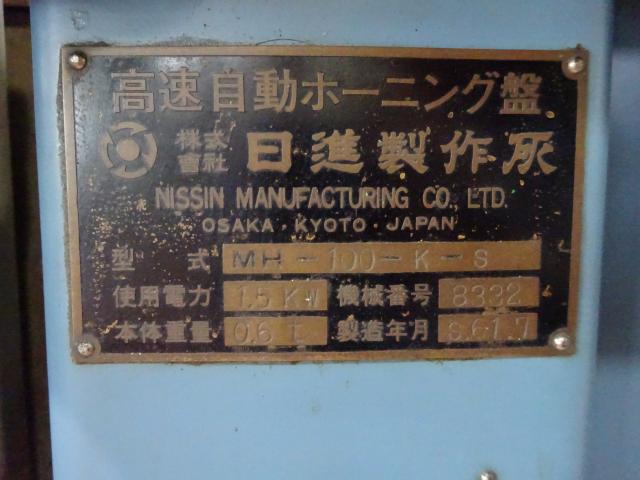 高速自動ホーニング盤
株式會社 日進製作所
NISSIN MANUFACTURING CO., LTD.
OSAKA・KYOTO・JAPAN
型式 MH-100-K-S
使用電力 1.5KW 機械番号 8332
本体重量 0.6t 製造年月 S.61.7